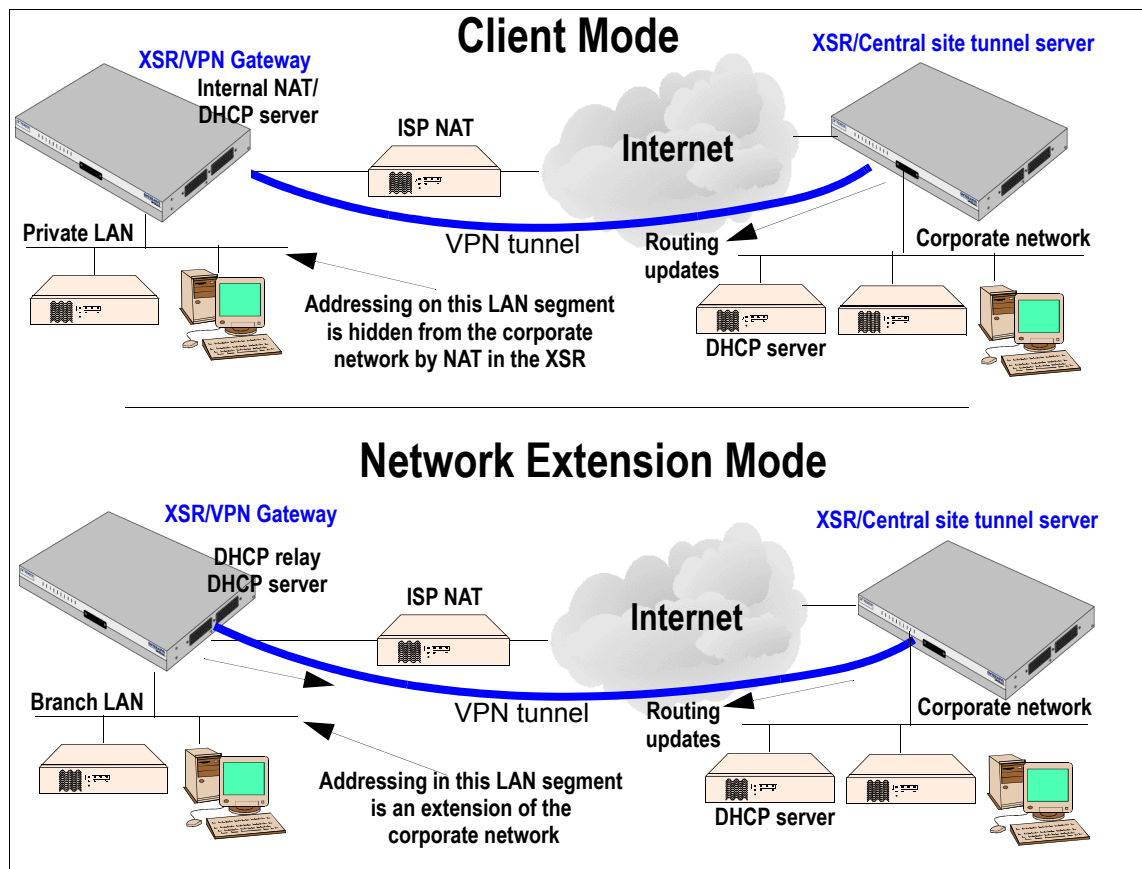 Client Mode
XSR/VPN Gateway
Internal NAT/
DHCP server
ISP NAT
Internet
XSR/Central site tunnel server
Private LAN
VPN tunnel
Routing
updates
Corporate network
Addressing on this LAN segment
is hidden from the corporate
network by NAT in the XSR
DHCP server
Network Extension Mode
XSR/VPN Gateway
DHCP relay
DHCP server
ISP NAT
Internet
XSR/Central site tunnel server
Branch LAN
VPN tunnel
Routing
updates
Corporate network
Addressing in this LAN segment
is an extension of the
corporate network
DHCP server